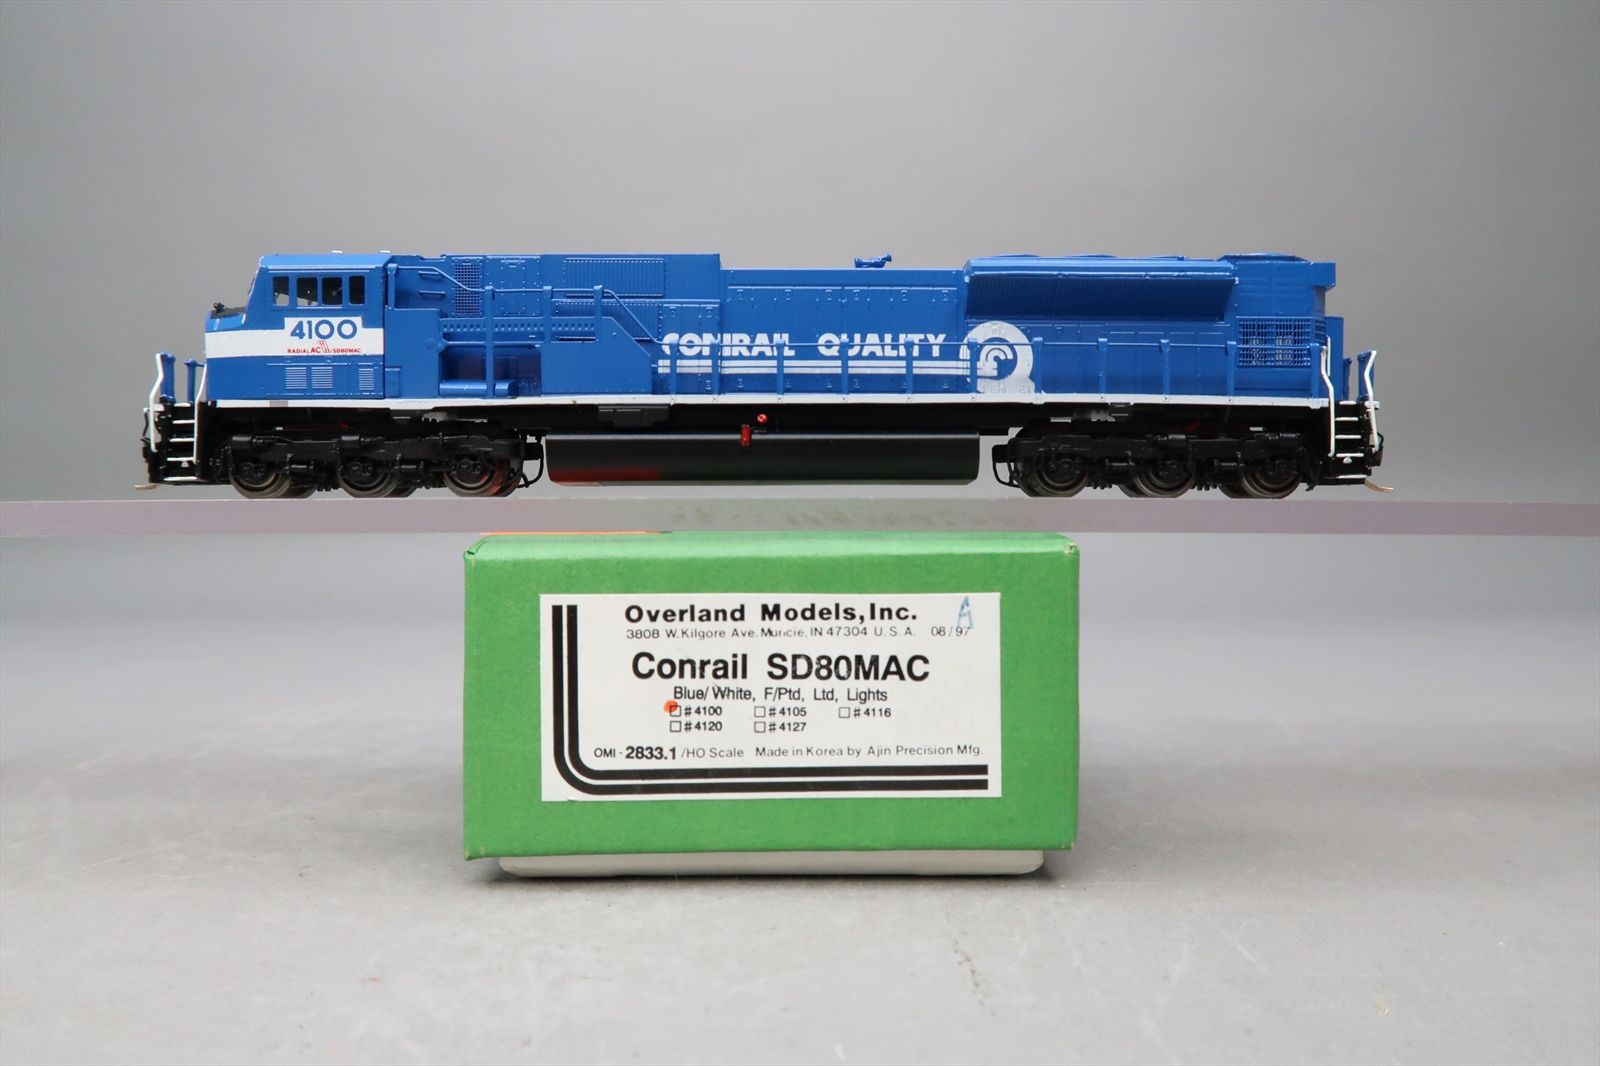 4100
RADIAL AC /SD80MAC
CONRAIL QUALITY
Overland Models, Inc.
3808 W. Kilgore Ave. Muncie, IN 47304 U.S.A. 08/97
A
Conrail SD80MAC
Blue/White, F/Ptd, Ltd, Lights
#4100 #4105 #4116
#4120 #4127
OMI-2833.1/HO Scale Made in Korea by Ajin Precision Mfg.